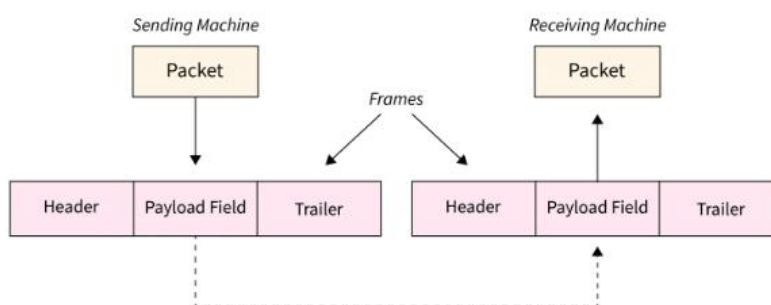 Sending Machine
Receiving Machine
Packet
Packet
Frames
Header
Payload Field
Trailer
Header
Payload Field
Trailer